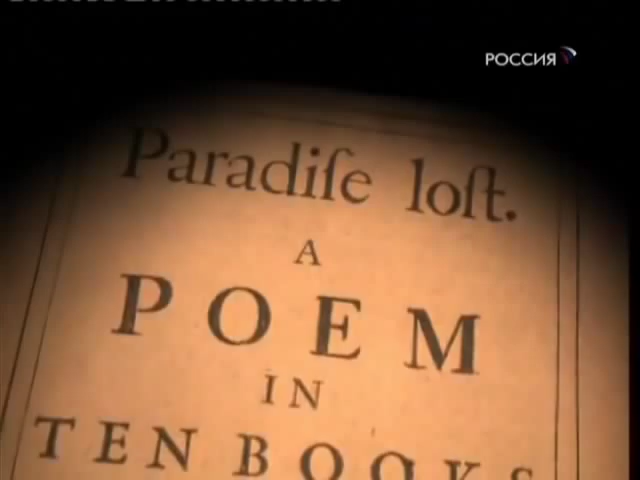 РОССИЯ
Paradiſe loſt.
A
POEM
IN
TEN BOOKS